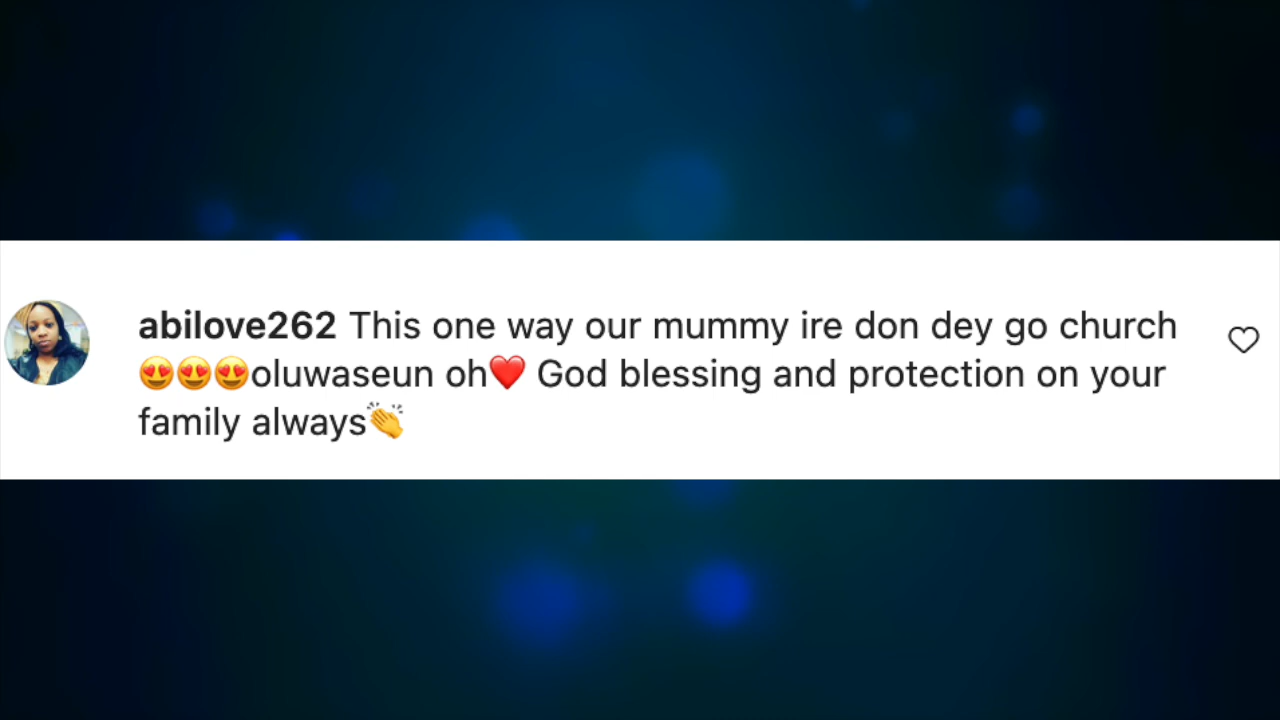 abilove262 This one way our mummy ire don dey go church
😍😍😍oluwaseun oh❤️ God blessing and protection on your
family always👏